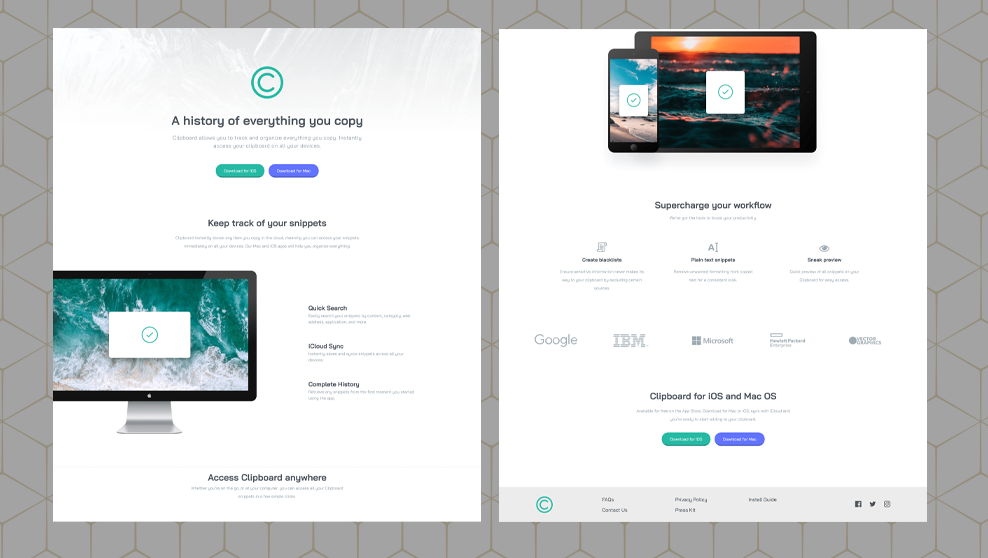 A history of everything you copy
Clipboard allows you to track and organize everything you copy. Instantly
access your clipboard on all your devices.
Download for iOS
Download for Mac
Keep track of your snippets
Clipboard instantly stores any item you copy in the cloud, meaning you can access your snippets
immediately on all your devices. Our Mac and iOS apps will help you organize everything.
Quick Search
Easily search your snippets by content, category, web
address, application, and more.
iCloud Sync
Instantly saves and syncs snippets across all your
devices.
Complete History
Retrieve any snippets from the first moment you started
using the app.
Access Clipboard anywhere
Whether you're on the go, or at your computer, you can access all your Clipboard
snippets in a few simple clicks.
Supercharge your workflow
We've got the tools to boost your productivity.
Create blacklists
Ensure sensitive information never makes its
way to your clipboard by excluding certain
sources.
Plain text snippets
Remove unwanted formatting from copied
text for a consistent look.
Sneak preview
Quick preview of all snippets on your
Clipboard for easy access.
Google
IBM
Microsoft
Hewlett Packard
Enterprise
VECTOR
GRAPHICS
Clipboard for iOS and Mac OS
Available for free on the App Store. Download for Mac or iOS, sync with iCloud and
you're ready to start adding to your clipboard.
Download for iOS
Download for Mac
FAQs
Contact Us
Privacy Policy
Press Kit
Install Guide